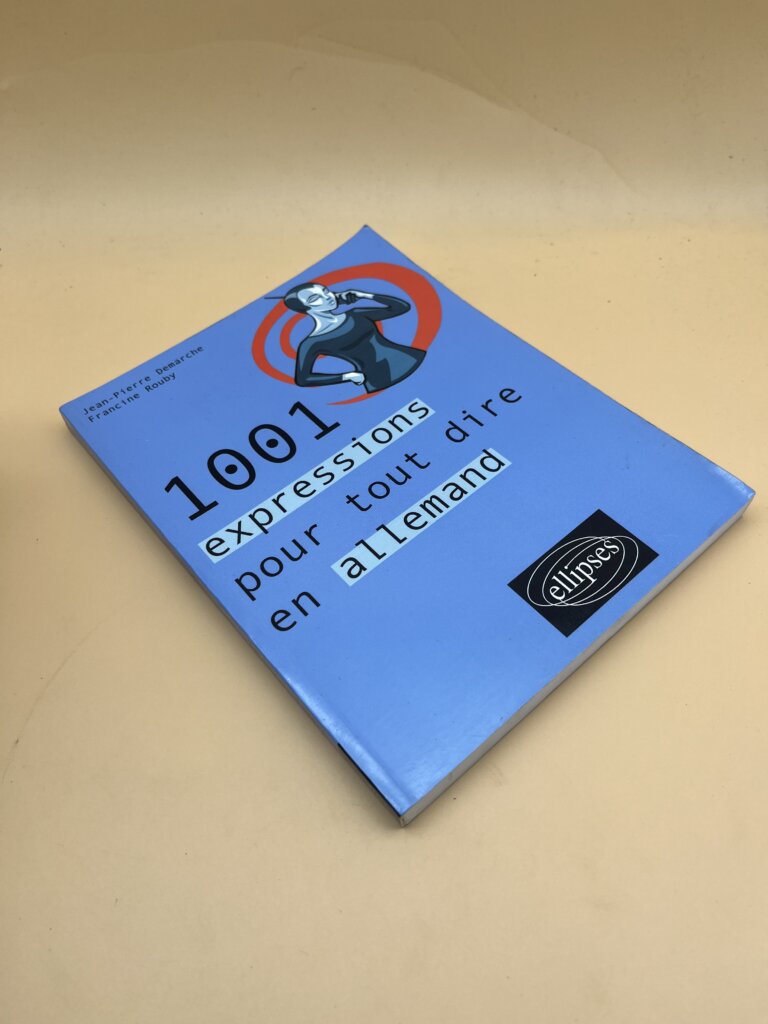 Jean-Pierre Demarche
Francine Rouby
1001
expressions
pour tout dire
en allemand
ellipses